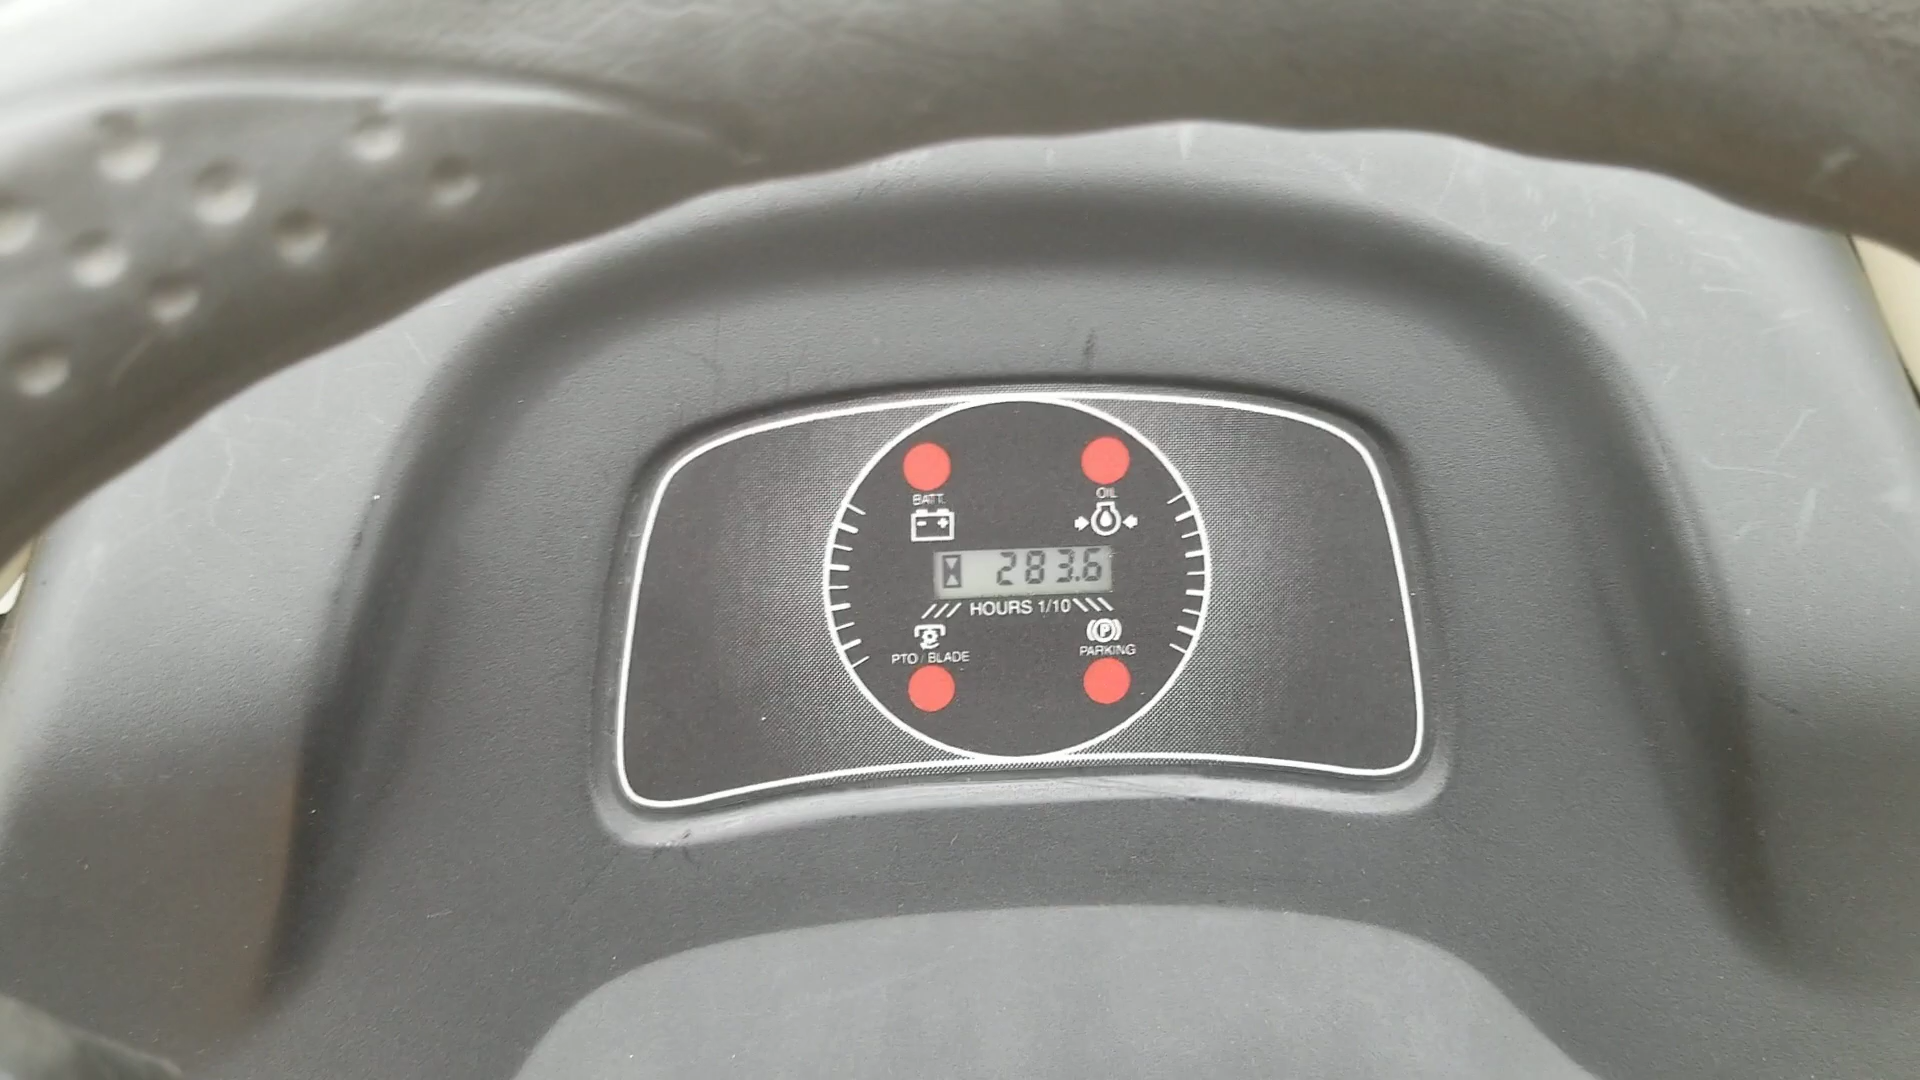 BATT.
OIL
283.6
HOURS 1/10
PTO / BLADE
P
PARKING